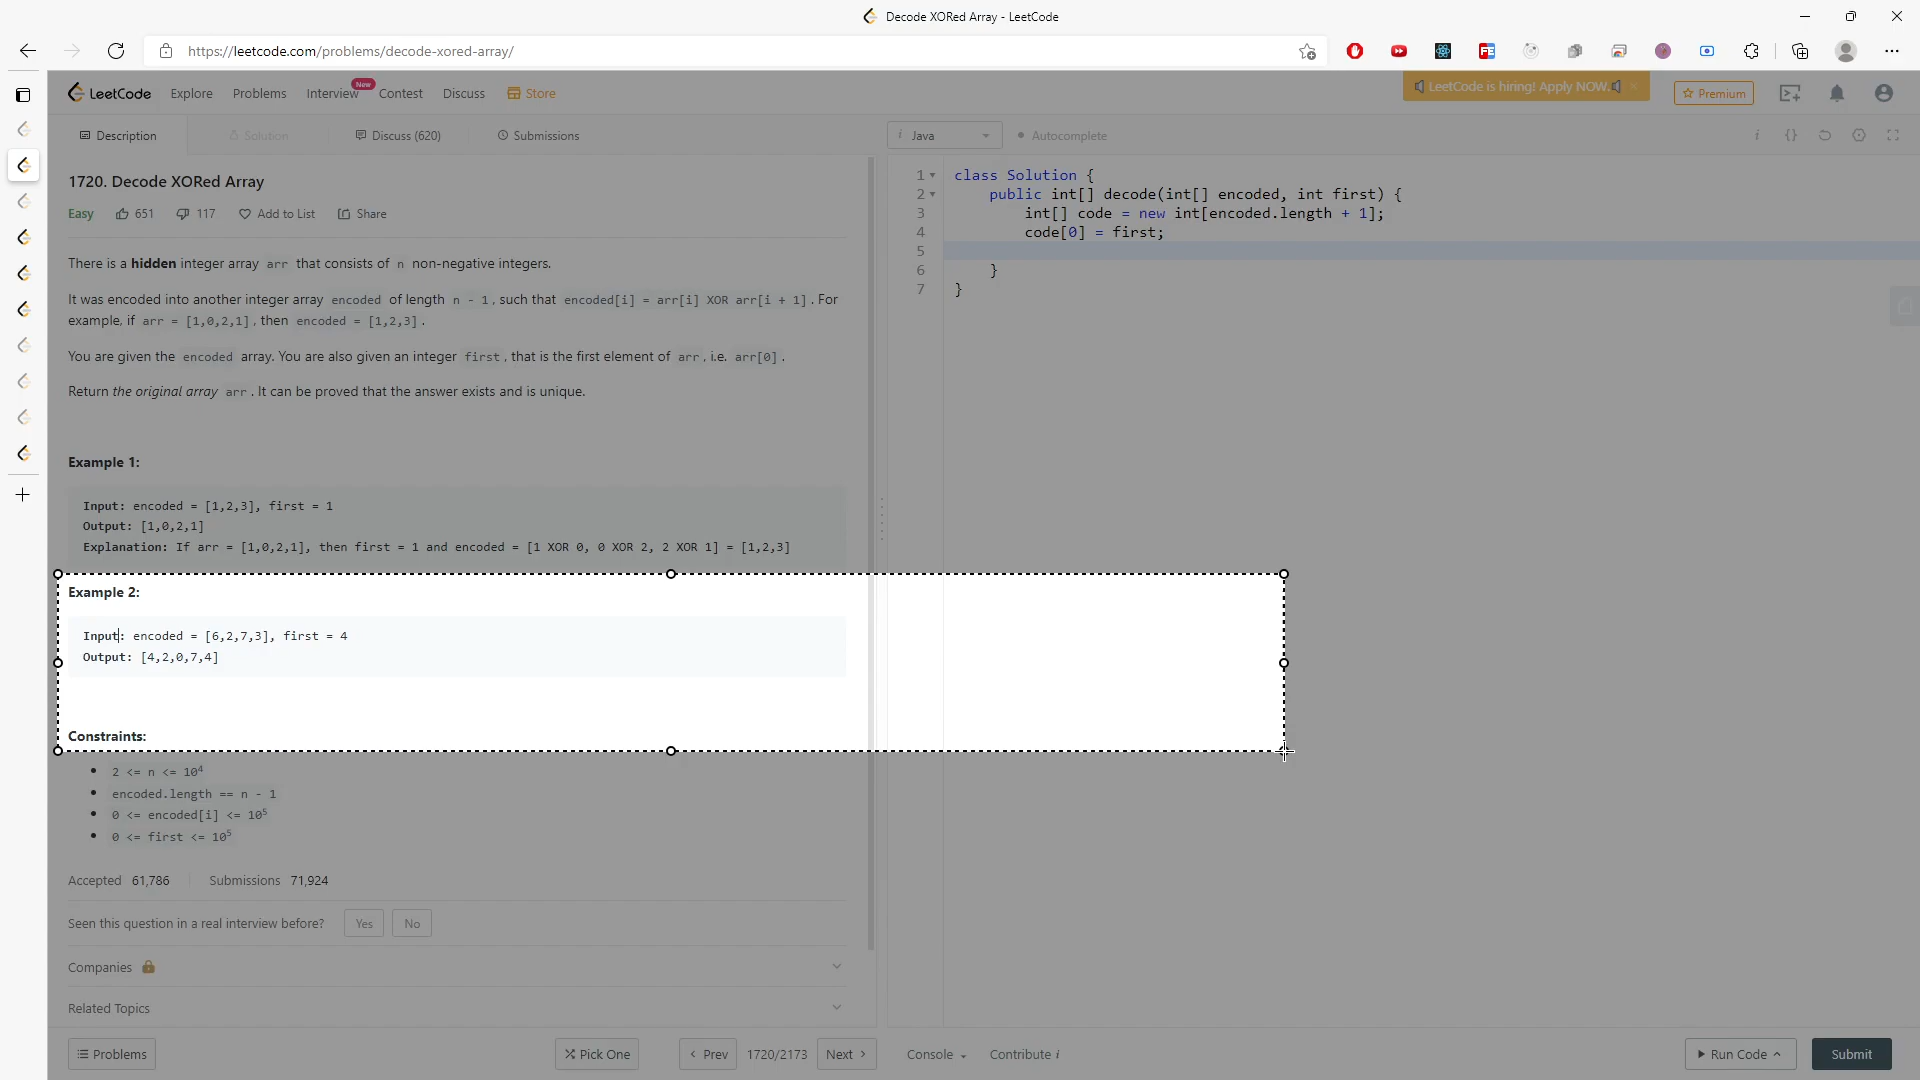 Decode XORed Array - LeetCode
https://leetcode.com/problems/decode-xored-array/
LeetCode Explore Problems Interview New Contest Discuss Store
LeetCode is hiring! Apply NOW.
Premium
Description Solution Discuss (620) Submissions
i Java Autocomplete
1720. Decode XORed Array
Easy 651 117 Add to List Share
There is a hidden integer array arr that consists of n non-negative integers.
It was encoded into another integer array encoded of length n - 1, such that encoded[i] = arr[i] XOR arr[i + 1]. For
example, if arr = [1,0,2,1], then encoded = [1,2,3].
You are given the encoded array. You are also given an integer first, that is the first element of arr, i.e. arr[0].
Return the original array arr. It can be proved that the answer exists and is unique.
Example 1:
Input: encoded = [1,2,3], first = 1
Output: [1,0,2,1]
Explanation: If arr = [1,0,2,1], then first = 1 and encoded = [1 XOR 0, 0 XOR 2, 2 XOR 1] = [1,2,3]
Example 2:
Input: encoded = [6,2,7,3], first = 4
Output: [4,2,0,7,4]
Constraints:
2 <= n <= 10⁴
encoded.length == n - 1
0 <= encoded[i] <= 10⁵
0 <= first <= 10⁵
Accepted 61,786 Submissions 71,924
Seen this question in a real interview before? Yes No
Companies
Related Topics
1 class Solution {
2 public int[] decode(int[] encoded, int first) {
3 int[] code = new int[encoded.length + 1];
4 code[0] = first;
5
6 }
7 }
Problems Pick One Prev 1720/2173 Next Console Contribute i Run Code Submit